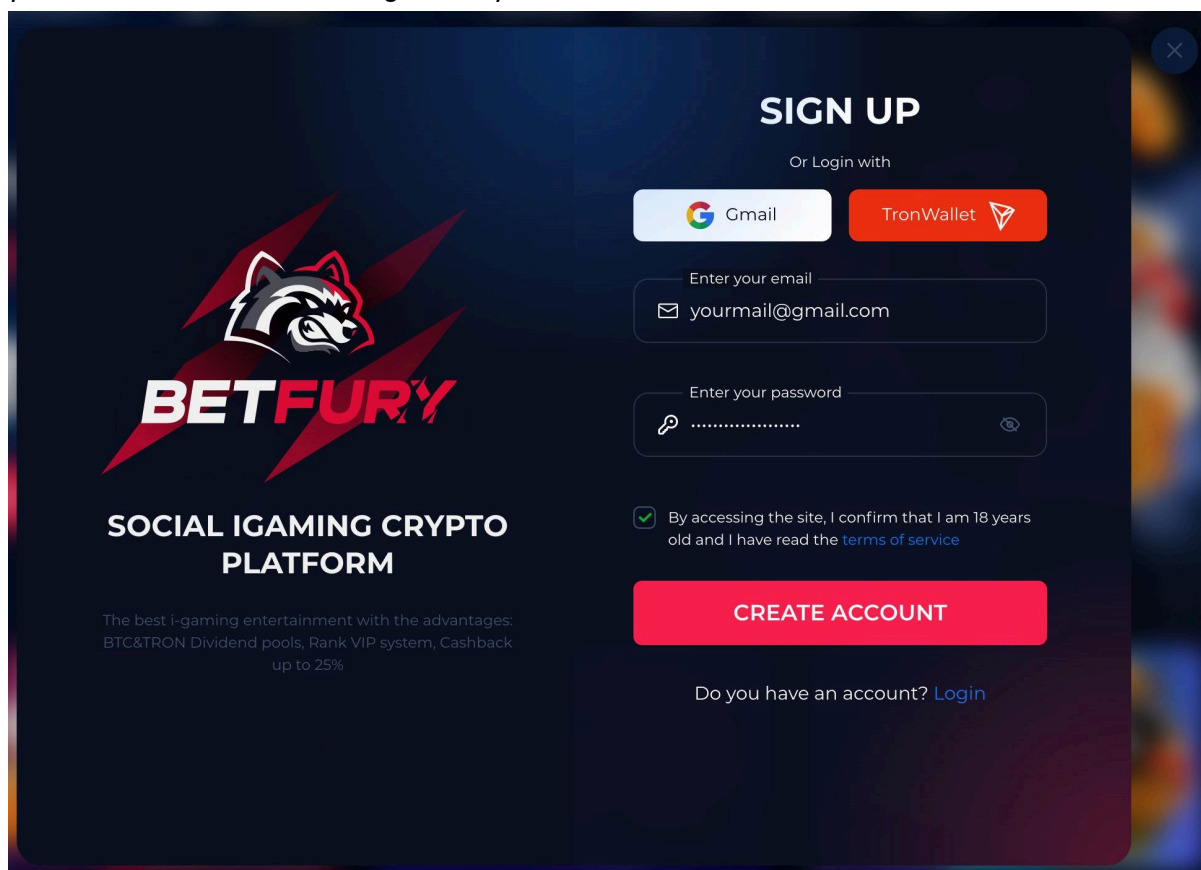 SIGN UP
Or Login with
Gmail
TronWallet
Enter your email
yourmail@gmail.com
Enter your password
BETFURY
SOCIAL IGAMING CRYPTO
PLATFORM
The best i-gaming entertainment with the advantages:
BTC&TRON Dividend pools, Rank VIP system, Cashback
up to 25%
By accessing the site, I confirm that I am 18 years
old and I have read the terms of service
CREATE ACCOUNT
Do you have an account? Login